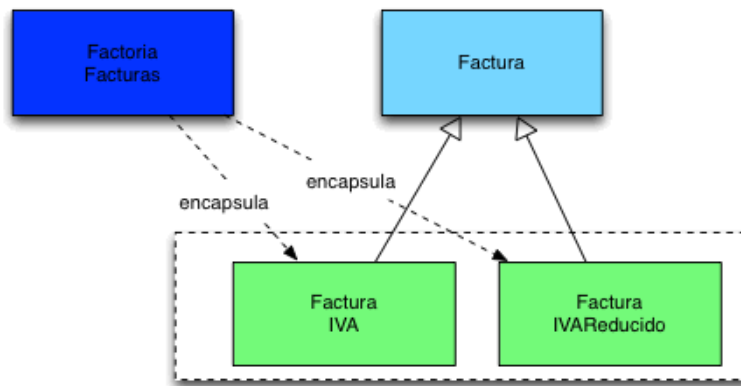 Factoria
Facturas
Factura
encapsula
encapsula
Factura
IVA
Factura
IVAReducido